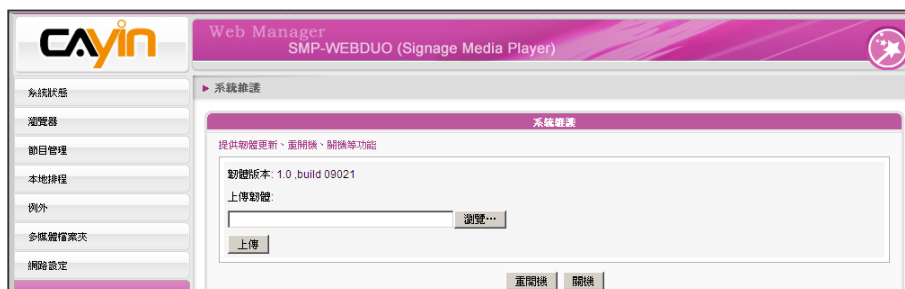 CAYIN
Web Manager
SMP-WEBDUO (Signage Media Player)
系統狀態
瀏覽器
節目管理
本地排程
例外
多媒體檔案夾
網路設定
系統維護
系統維護
提供韌體更新、重開機、關機等功能
韌體版本: 1.0 ,build 09021
上傳韌體:
瀏覽…
上傳
重開機 關機